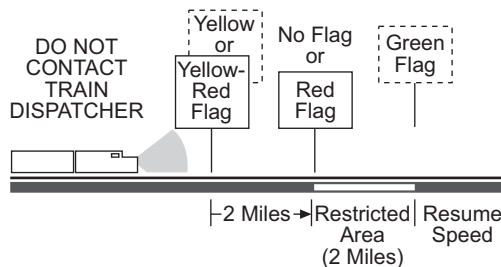 DO NOT
CONTACT
TRAIN
DISPATCHER
Yellow
or
Yellow-
Red
Flag
No Flag
or
Red
Flag
Green
Flag
2 Miles
Restricted
Area
(2 Miles)
Resume
Speed